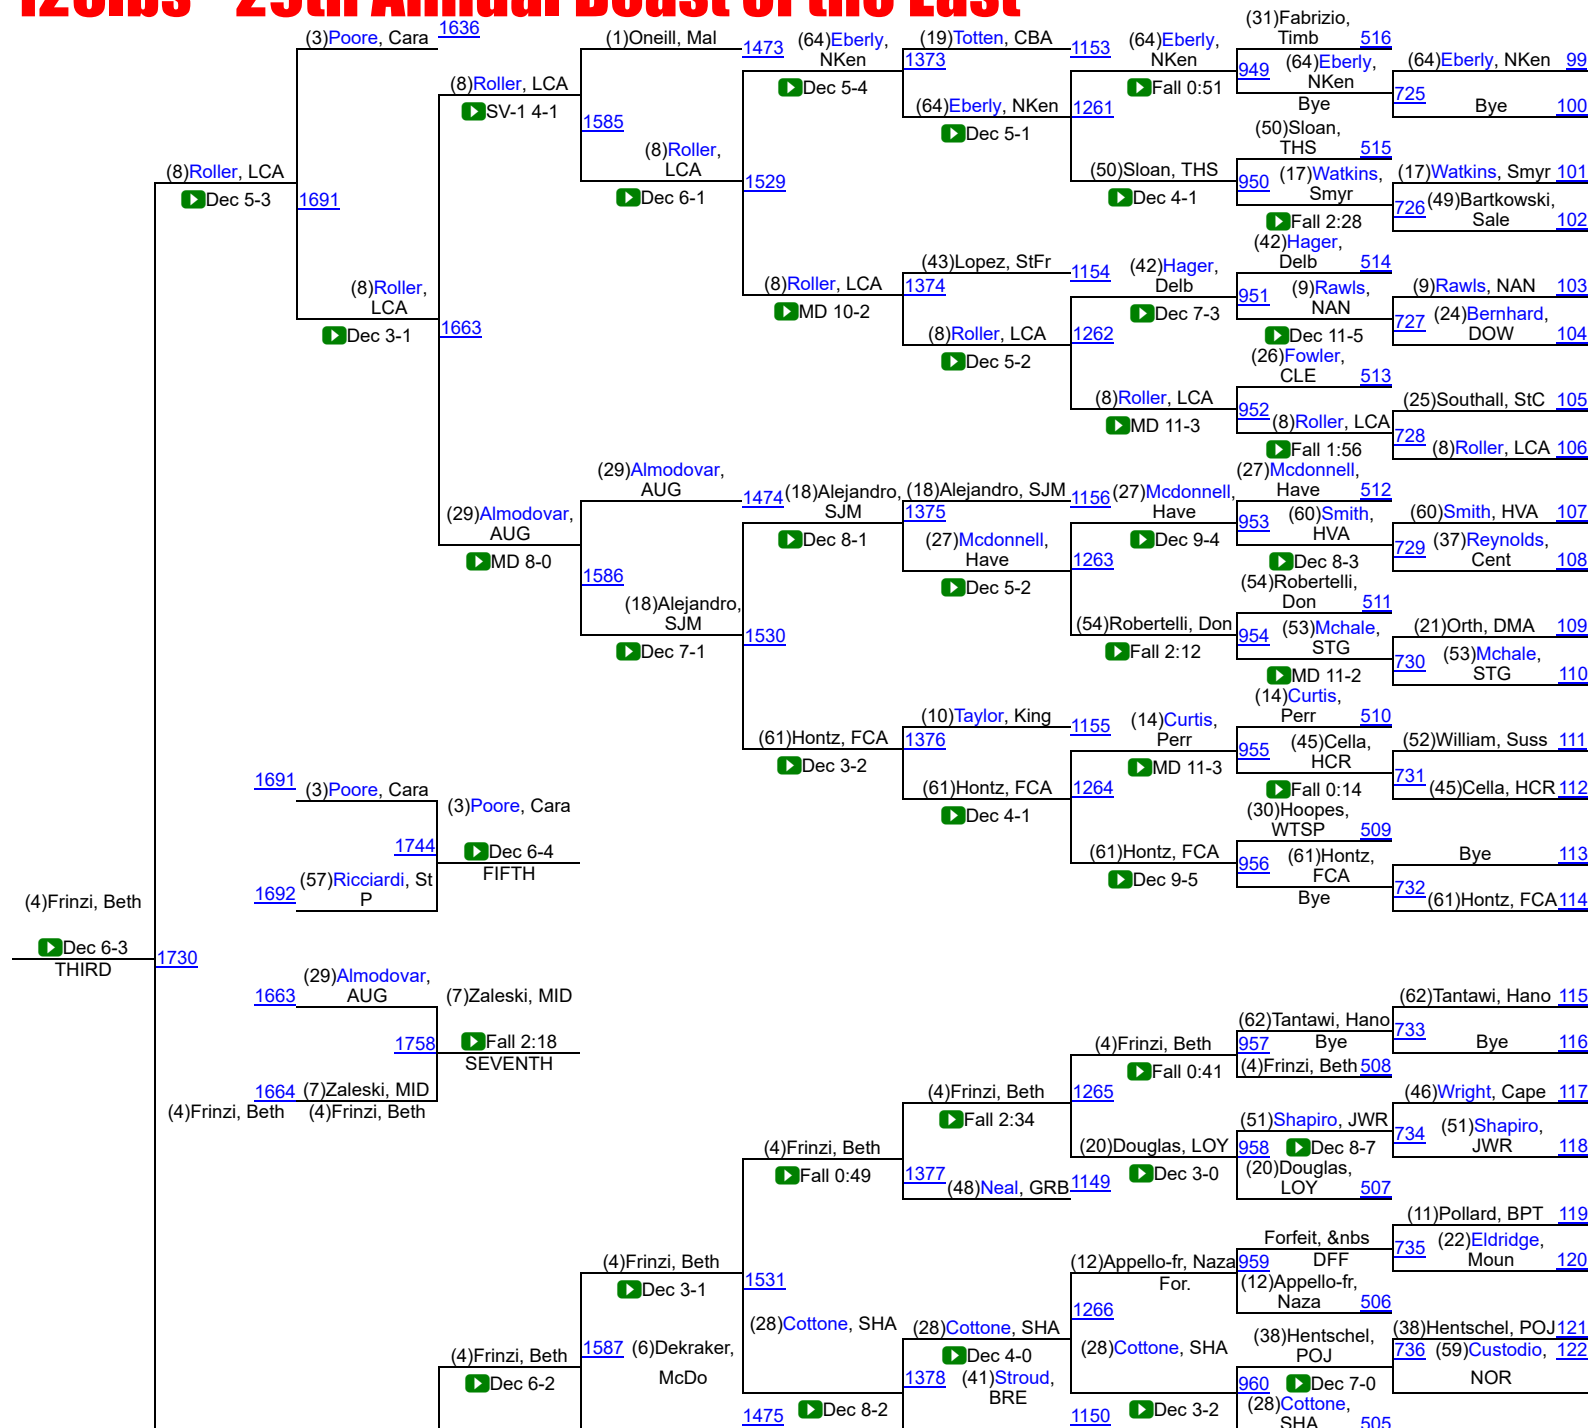 (3)Poore, Cara 1636
(8)Roller, LCA
SV-1 4-1
(8)Roller, LCA
Dec 5-3
1691
(8)Roller,
LCA
Dec 3-1
1663
(1)Oneill, Mal 1473
1585
(8)Roller,
LCA
Dec 6-1
(29)Almodovar,
AUG 1474
(29)Almodovar,
AUG
MD 8-0
1586
(18)Alejandro,
SJM
Dec 7-1
(64)Eberly,
NKen
Dec 5-4
1529
(8)Roller, LCA
MD 10-2
(18)Alejandro,
SJM
Dec 8-1
1530
(61)Hontz, FCA
Dec 3-2
(19)Totten, CBA 1153
1373
(64)Eberly, NKen
Dec 5-1
(43)Lopez, StFr 1154
1374
(8)Roller, LCA
Dec 5-2
(18)Alejandro, SJM 1156
1375
(27)Mcdonnell,
Have
Dec 5-2
(10)Taylor, King 1155
1376
(61)Hontz, FCA
Dec 4-1
(64)Eberly,
NKen
Fall 0:51
1261
(50)Sloan, THS
Dec 4-1
(42)Hager,
Delb
Dec 7-3
1262
(8)Roller, LCA
MD 11-3
(27)Mcdonnell,
Have
Dec 9-4
1263
(54)Robertelli, Don
Fall 2:12
(14)Curtis,
Perr
MD 11-3
1264
(61)Hontz, FCA
Dec 9-5
(31)Fabrizio,
Timb 516
949 (64)Eberly,
NKen
Bye
(50)Sloan,
THS 515
950 (17)Watkins,
Smyr
Fall 2:28
(42)Hager,
Delb 514
951 (9)Rawls,
NAN
Dec 11-5
(26)Fowler,
CLE 513
952
(8)Roller, LCA
Fall 1:56
(27)Mcdonnell,
Have 512
953 (60)Smith,
HVA
Dec 8-3
(54)Robertelli,
Don 511
954 (53)Mchale,
STG
MD 11-2
(14)Curtis,
Perr 510
955 (45)Cella,
HCR
Fall 0:14
(30)Hoopes,
WTSP 509
956 (61)Hontz,
FCA
Bye
(64)Eberly, NKen 99
725 Bye 100
(17)Watkins, Smyr 101
726 (49)Bartkowski,
Sale 102
(9)Rawls, NAN 103
727 (24)Bernhard,
DOW 104
(25)Southall, StC 105
728
(8)Roller, LCA 106
(60)Smith, HVA 107
729 (37)Reynolds,
Cent 108
(21)Orth, DMA 109
730 (53)Mchale,
STG 110
(52)William, Suss 111
731
(45)Cella, HCR 112
Bye 113
732
(61)Hontz, FCA 114
1691 (3)Poore, Cara
(3)Poore, Cara
1744 Dec 6-4
FIFTH
1692 (57)Ricciardi, St
P
(4)Frinzi, Beth
Dec 6-3
THIRD
1730
(29)Almodovar,
1663 AUG
(7)Zaleski, MID
1758 Fall 2:18
SEVENTH
1664 (7)Zaleski, MID
(4)Frinzi, Beth (4)Frinzi, Beth
(4)Frinzi, Beth
Dec 6-2
(4)Frinzi, Beth
Dec 3-1
1587 (6)Dekraker,
McDo
(4)Frinzi, Beth
Fall 0:49
1531
(28)Cottone, SHA
1475 Dec 8-2
(4)Frinzi, Beth
Fall 2:34
1377
(48)Neal, GRB 1149
(28)Cottone, SHA
Dec 4-0
1378 (41)Stroud,
BRE
1150 Dec 3-2
(4)Frinzi, Beth
Fall 0:41
1265
(20)Douglas, LOY
Dec 3-0
(12)Appello-fr, Naza
For.
1266
(28)Cottone, SHA
(62)Tantawi, Hano
957 Bye
(4)Frinzi, Beth 508
(51)Shapiro, JWR
958 Dec 8-7
(20)Douglas,
LOY 507
Forfeit, &nbs
959 DFF
(12)Appello-fr,
Naza 506
(38)Hentschel,
POJ
960 Dec 7-0
(28)Cottone,
SHA 505
(62)Tantawi, Hano 115
733 Bye 116
(46)Wright, Cape 117
734 (51)Shapiro,
JWR 118
(11)Pollard, BPT 119
735 (22)Eldridge,
Moun 120
(38)Hentschel, POJ 121
736 (59)Custodio, 122
NOR